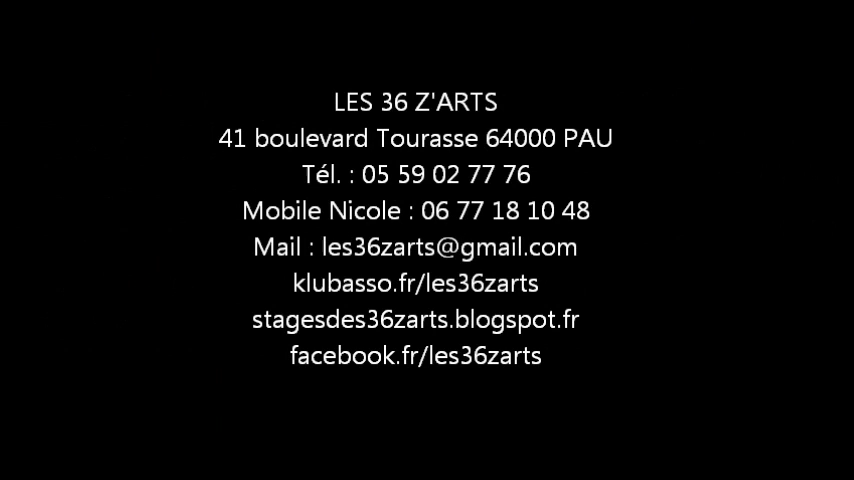 LES 36 Z'ARTS
41 boulevard Tourasse 64000 PAU
Tél. : 05 59 02 77 76
Mobile Nicole : 06 77 18 10 48
Mail : les36zarts@gmail.com
klubasso.fr/les36zarts
stagesdes36zarts.blogspot.fr
facebook.fr/les36zarts